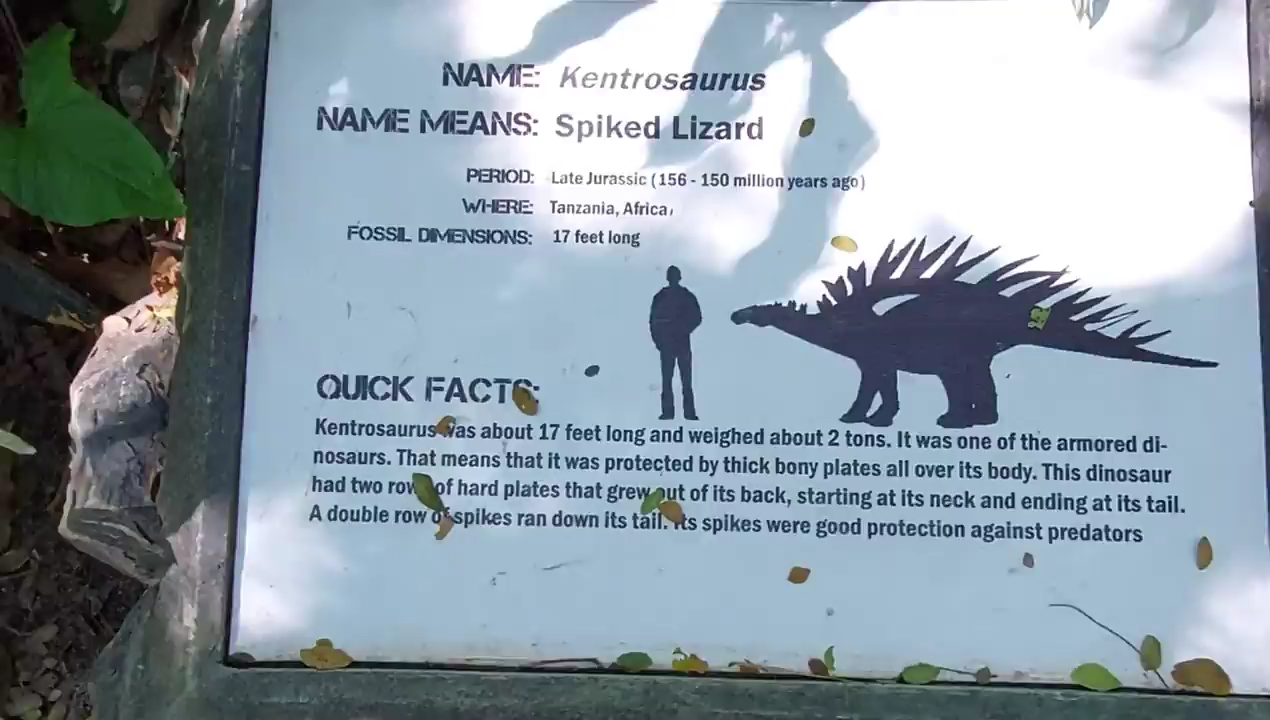 NAME: Kentrosaurus
NAME MEANS: Spiked Lizard
PERIOD: Late Jurassic (156 - 150 million years ago)
WHERE: Tanzania, Africa,
FOSSIL DIMENSIONS: 17 feet long
QUICK FACTS:
Kentrosaurus was about 17 feet long and weighed about 2 tons. It was one of the armored di-
nosaurs. That means that it was protected by thick bony plates all over its body. This dinosaur
had two rows of hard plates that grew out of its back, starting at its neck and ending at its tail.
A double row of spikes ran down its tail. Its spikes were good protection against predators